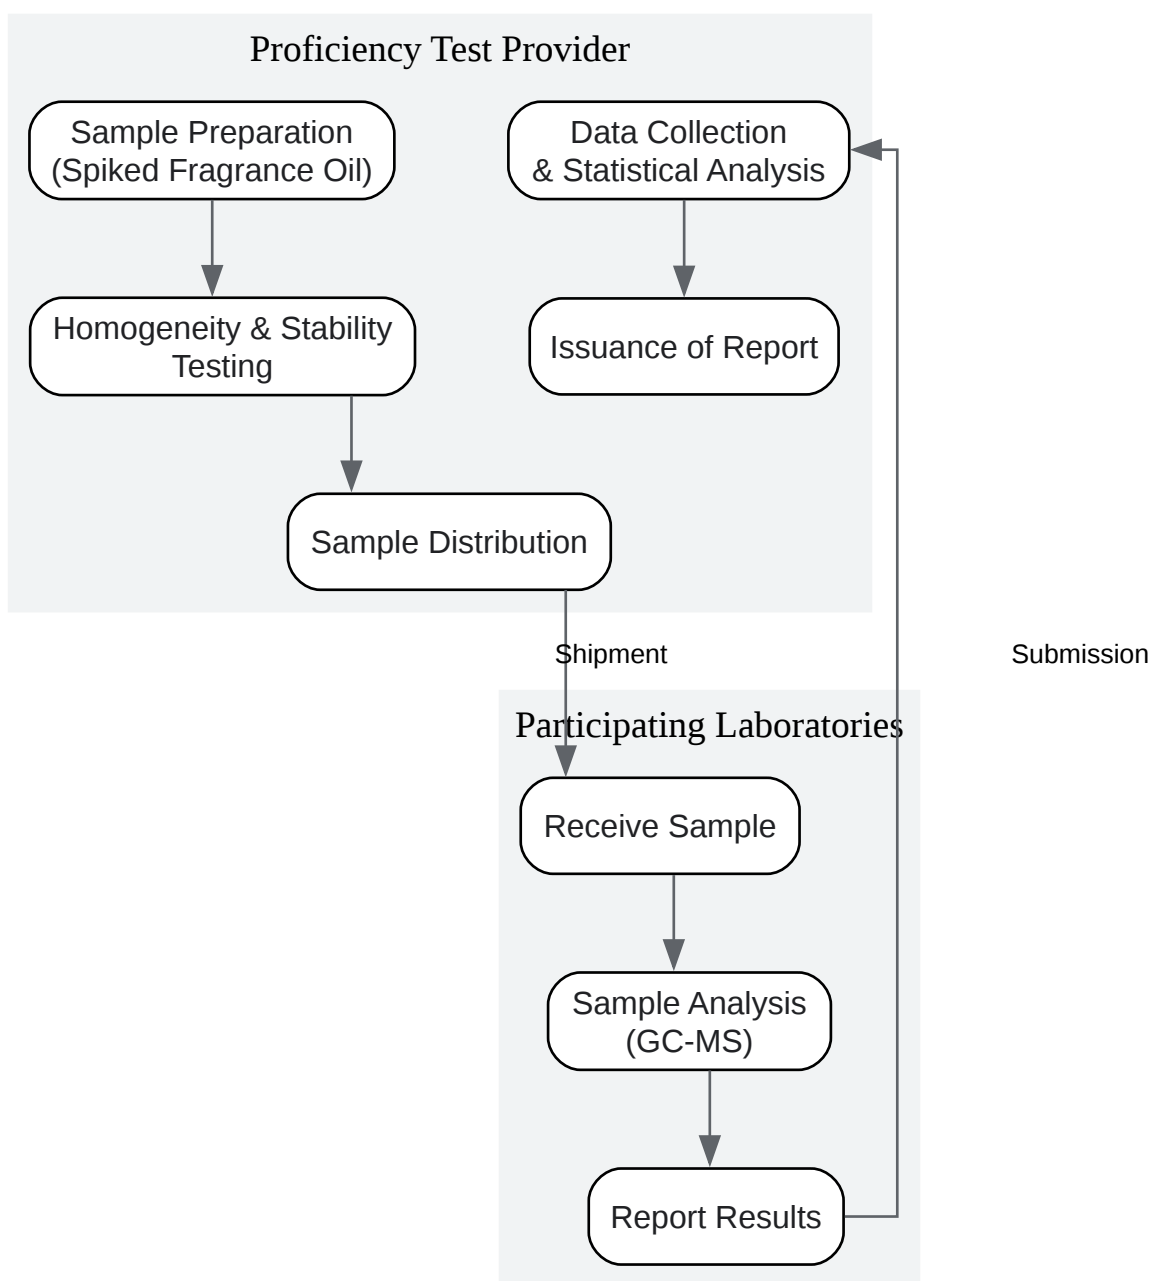 Proficiency Test Provider
Sample Preparation
(Spiked Fragrance Oil)
Data Collection
& Statistical Analysis
Homogeneity & Stability
Testing
Issuance of Report
Sample Distribution
Shipment
Submission
Participating Laboratories
Receive Sample
Sample Analysis
(GC-MS)
Report Results